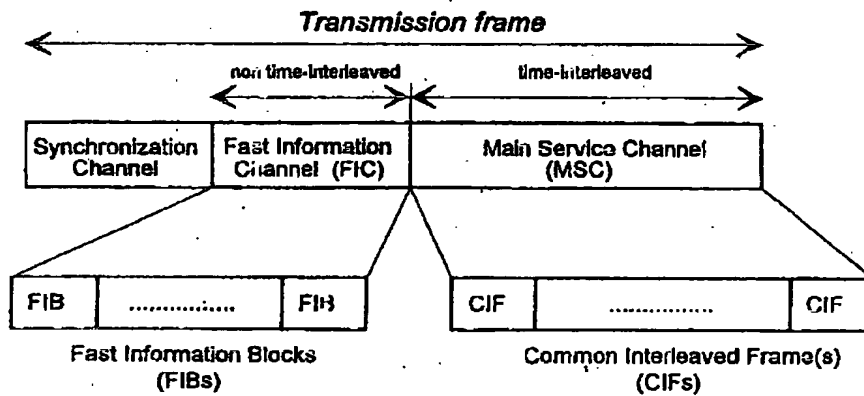 Transmission frame
non time-interleaved
time-interleaved
Synchronization
Channel
Fast Information
Channel (FIC)
Main Service Channel
(MSC)
FIB ............... FIB
CIF ............... CIF
Fast Information Blocks
(FIBs)
Common Interleaved Frame(s)
(CIFs)